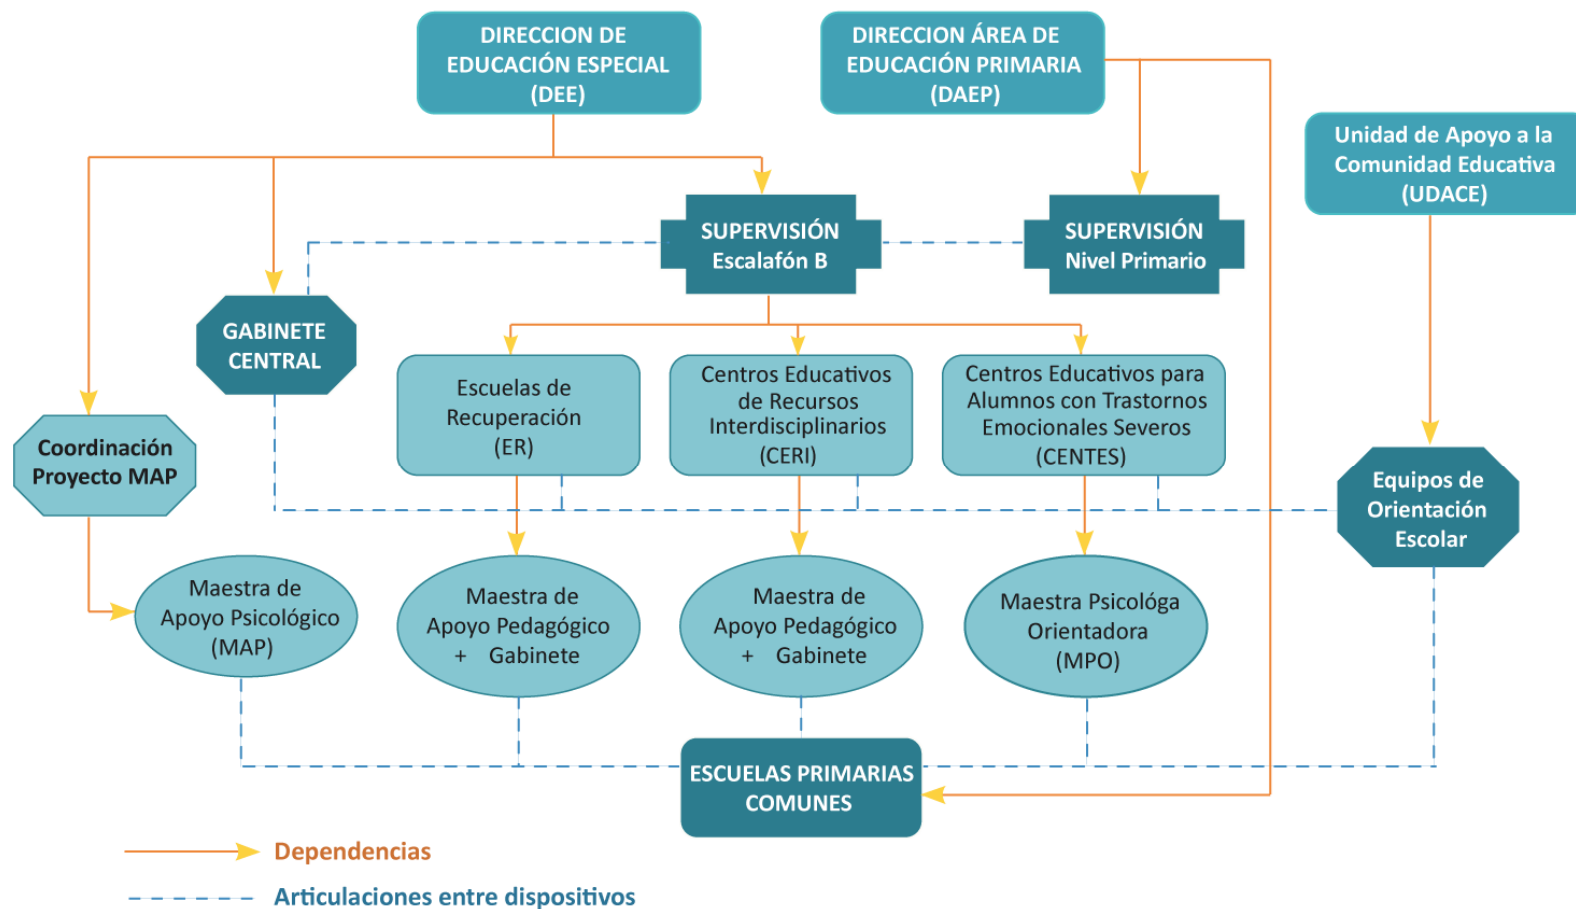 DIRECCION DE
EDUCACIÓN ESPECIAL
(DEE)
DIRECCION ÁREA DE
EDUCACIÓN PRIMARIA
(DAEP)
Unidad de Apoyo a la
Comunidad Educativa
(UDACE)
SUPERVISIÓN
Escalafón B
SUPERVISIÓN
Nivel Primario
GABINETE
CENTRAL
Escuelas de
Recuperación
(ER)
Centros Educativos
de Recursos
Interdisciplinarios
(CERI)
Centros Educativos para
Alumnos con Trastornos
Emocionales Severos
(CENTES)
Coordinación
Proyecto MAP
Equipos de
Orientación
Escolar
Maestra de
Apoyo Psicológico
(MAP)
Maestra de
Apoyo Pedagógico
+ Gabinete
Maestra de
Apoyo Pedagógico
+ Gabinete
Maestra Psicológa
Orientadora
(MPO)
ESCUELAS PRIMARIAS
COMUNES
Dependencias
Articulaciones entre dispositivos